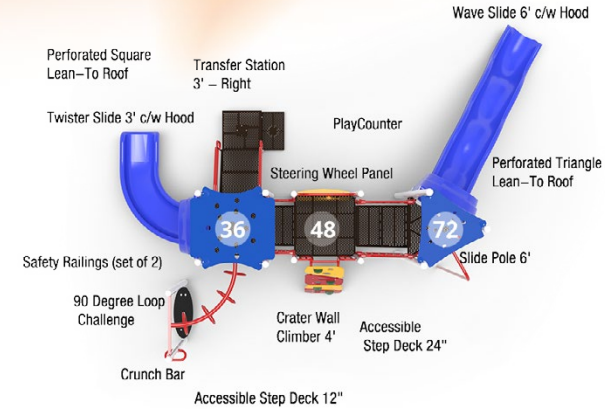 Wave Slide 6' c/w Hood
Perforated Square
Lean-To Roof
Transfer Station
3' - Right
Twister Slide 3' c/w Hood
PlayCounter
Perforated Triangle
Lean-To Roof
Steering Wheel Panel
36
48
72
Slide Pole 6'
Safety Railings (set of 2)
90 Degree Loop
Challenge
Crater Wall
Climber 4'
Accessible
Step Deck 24"
Crunch Bar
Accessible Step Deck 12"